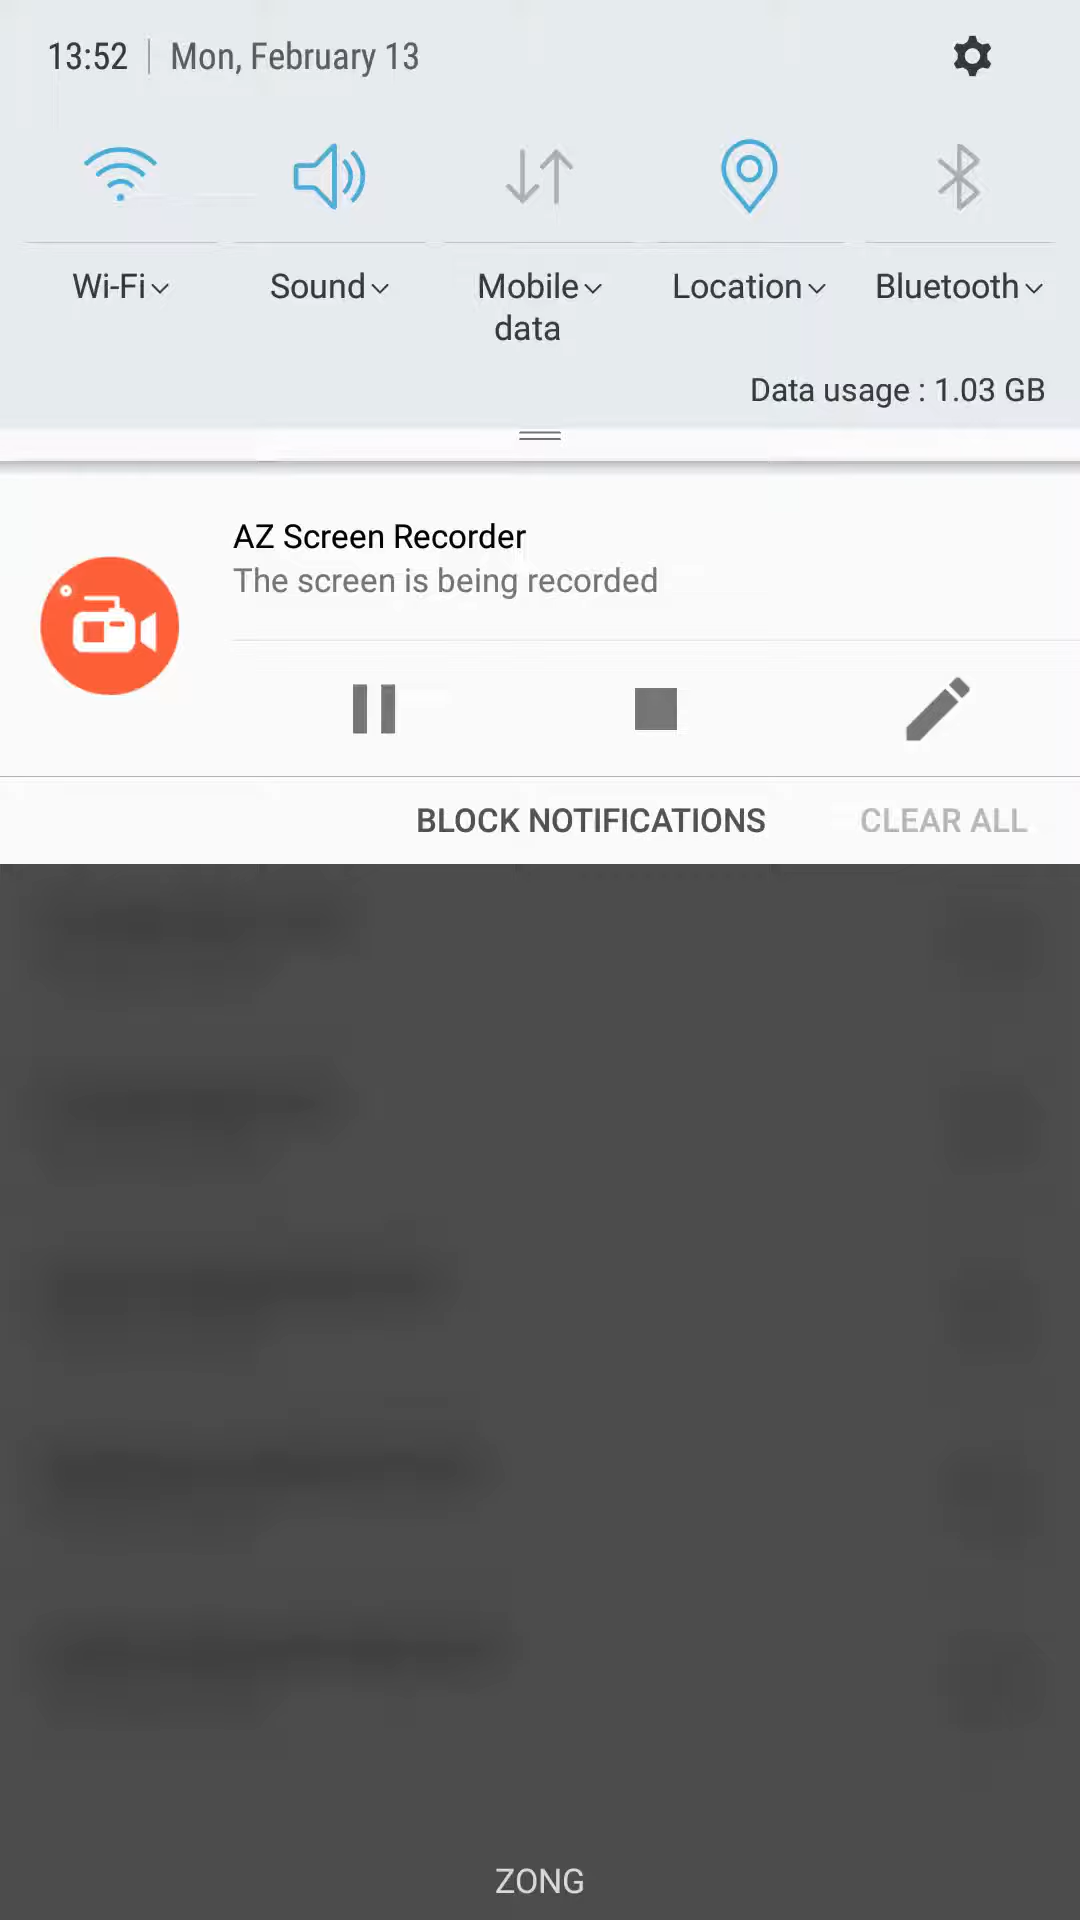 13:52 | Mon, February 13
Wi-Fi Sound Mobile data Location Bluetooth
Data usage : 1.03 GB
AZ Screen Recorder
The screen is being recorded
BLOCK NOTIFICATIONS CLEAR ALL
ZONG